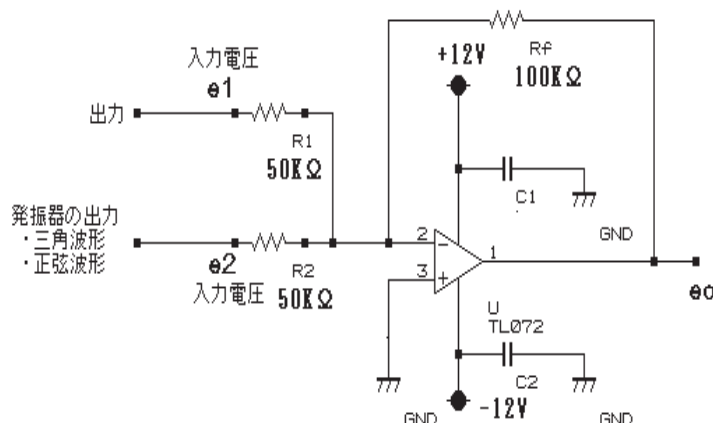 入力電圧
e1
出力
R1
50KΩ
発振器の出力
・三角波形
・正弦波形
e2
入力電圧
R2
50KΩ
Rf
100KΩ
+12V
C1
GND
2
3
1
eo
U
TL072
C2
-12V
GND
GND